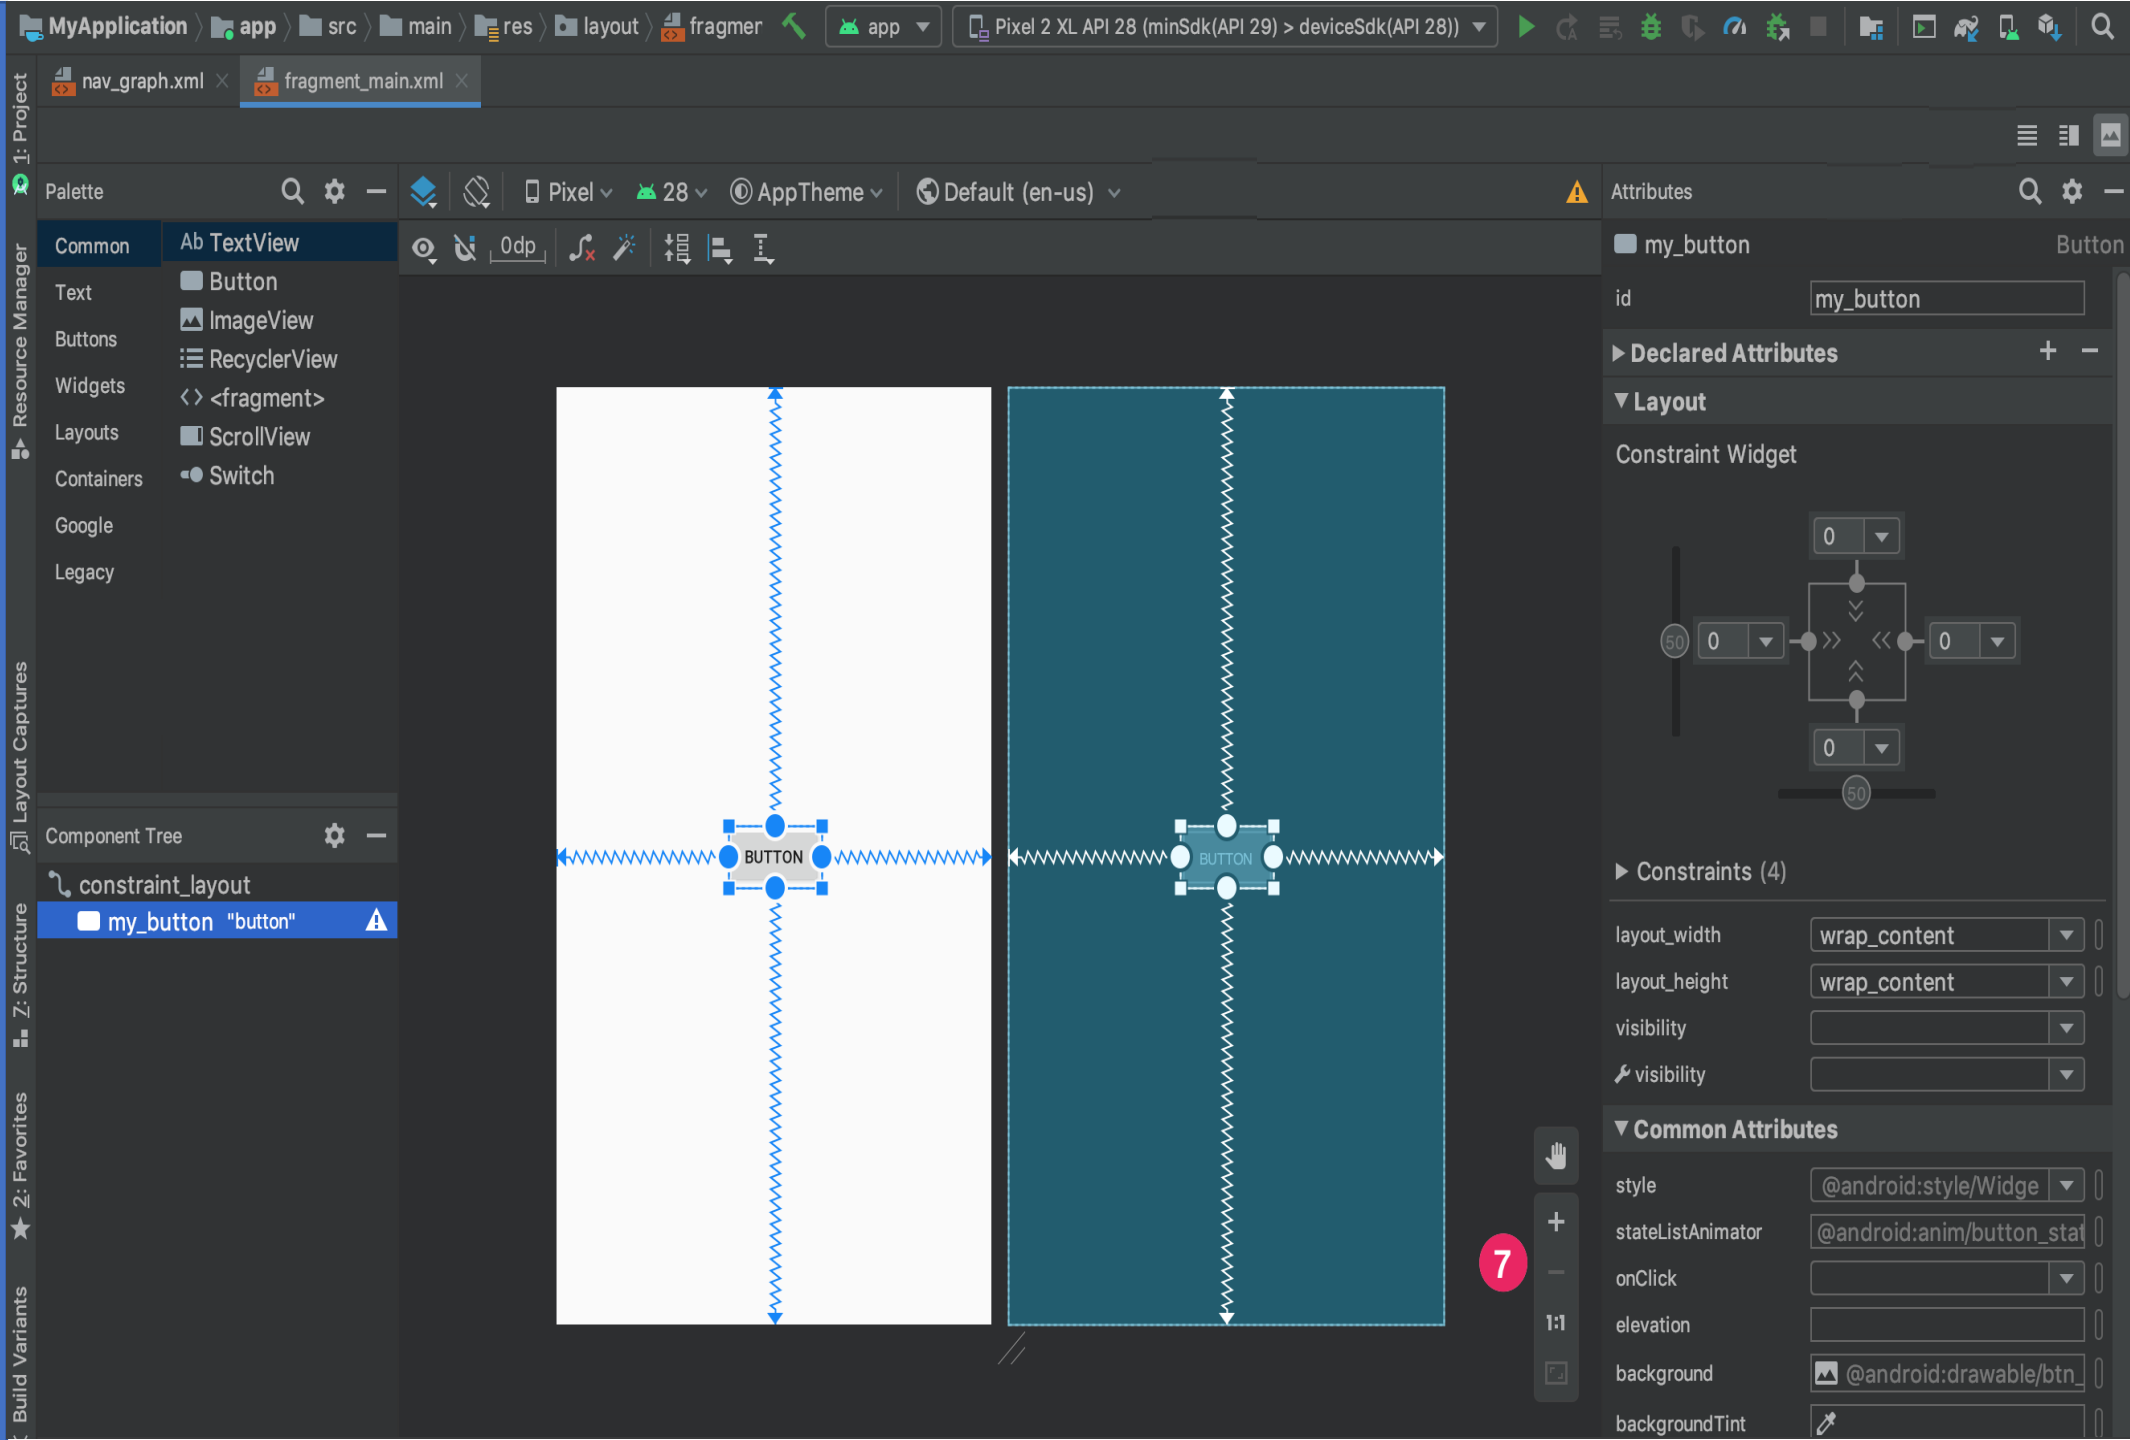 MyApplication app src main res layout fragmer app Pixel 2 XL API 28 (minSdk(API 29) > deviceSdk(API 28))
nav_graph.xml fragment_main.xml
1: Project
Resource Manager
Layout Captures
Z: Structure
2: Favorites
Build Variants
Palette
Common
Text
Buttons
Widgets
Layouts
Containers
Google
Legacy
Ab TextView
Button
ImageView
RecyclerView
<fragment>
ScrollView
Switch
Component Tree
constraint_layout
my_button "button"
Pixel 28 AppTheme Default (en-us)
0dp
BUTTON
BUTTON
7
1:1
Attributes
my_button Button
id my_button
Declared Attributes
Layout
Constraint Widget
0
50 0 0
0
50
Constraints (4)
layout_width wrap_content
layout_height wrap_content
visibility
visibility
Common Attributes
style @android:style/Widge
stateListAnimator @android:anim/button_stat
onClick
elevation
background @android:drawable/btn_
backgroundTint